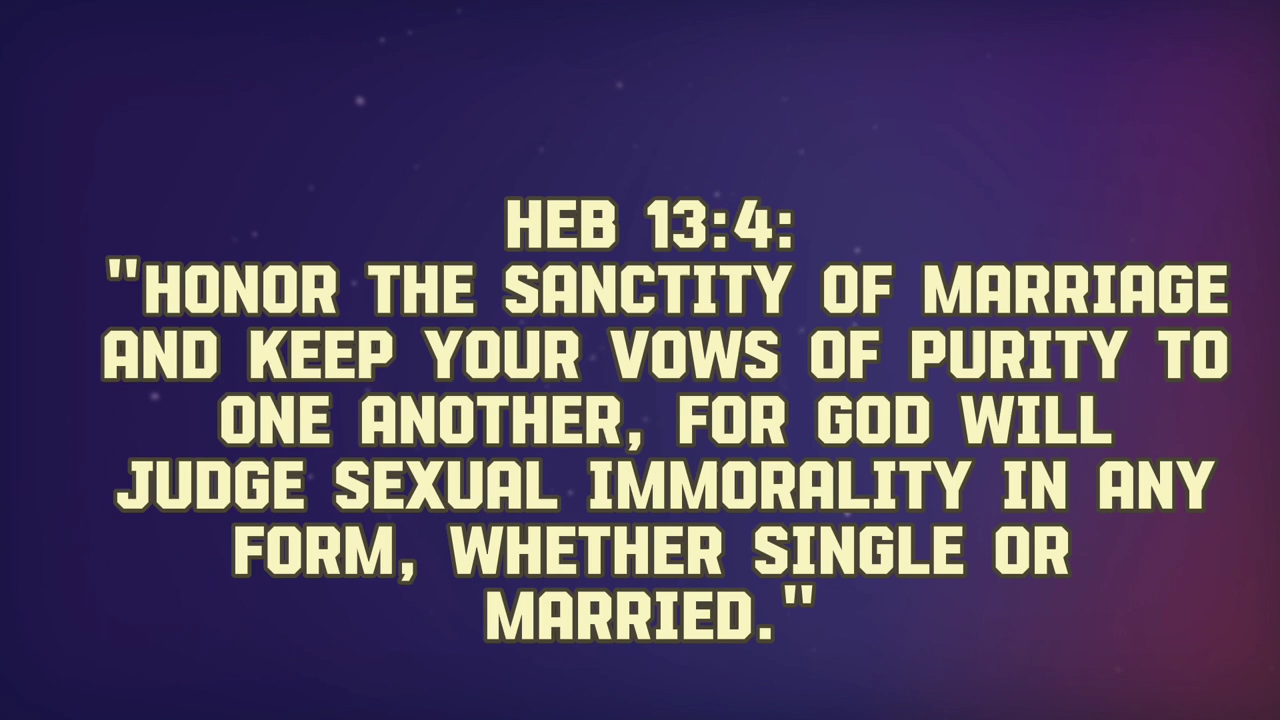 HEB 13:4:
"HONOR THE SANCTITY OF MARRIAGE
AND KEEP YOUR VOWS OF PURITY TO
ONE ANOTHER, FOR GOD WILL
JUDGE SEXUAL IMMORALITY IN ANY
FORM, WHETHER SINGLE OR
MARRIED."